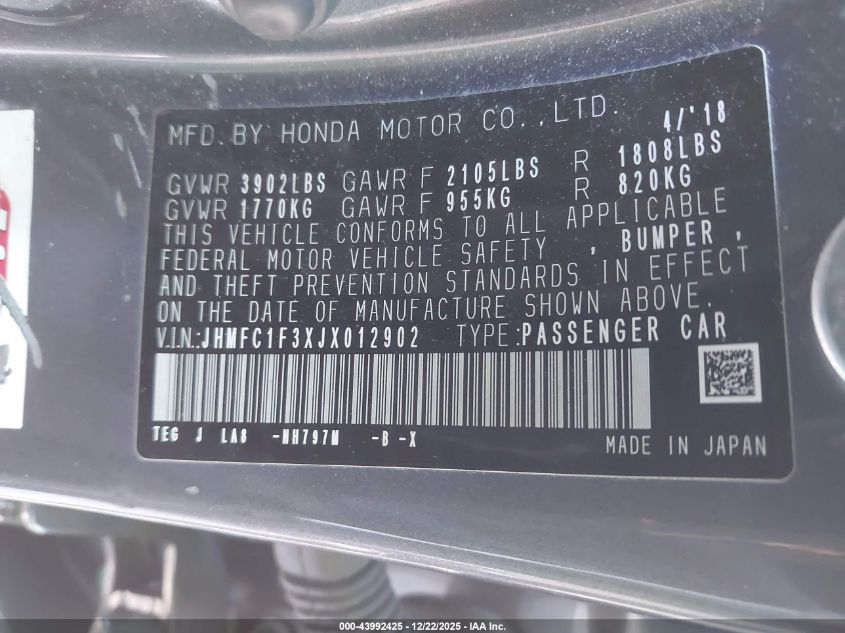 MFD. BY HONDA MOTOR CO., LTD. 4/'18
GVWR 3902LBS GAWR F 2105LBS R 1808LBS
GVWR 1770KG GAWR F 955KG R 820KG
THIS VEHICLE CONFORMS TO ALL APPLICABLE
FEDERAL MOTOR VEHICLE SAFETY , BUMPER ,
AND THEFT PREVENTION STANDARDS IN EFFECT
ON THE DATE OF MANUFACTURE SHOWN ABOVE.
V.I.N:JHMFC1F3XJX012902 TYPE:PASSENGER CAR
TEG J LA8 -NH797M -B -X
MADE IN JAPAN
000-43992425 - 12/22/2025 - IAA Inc.